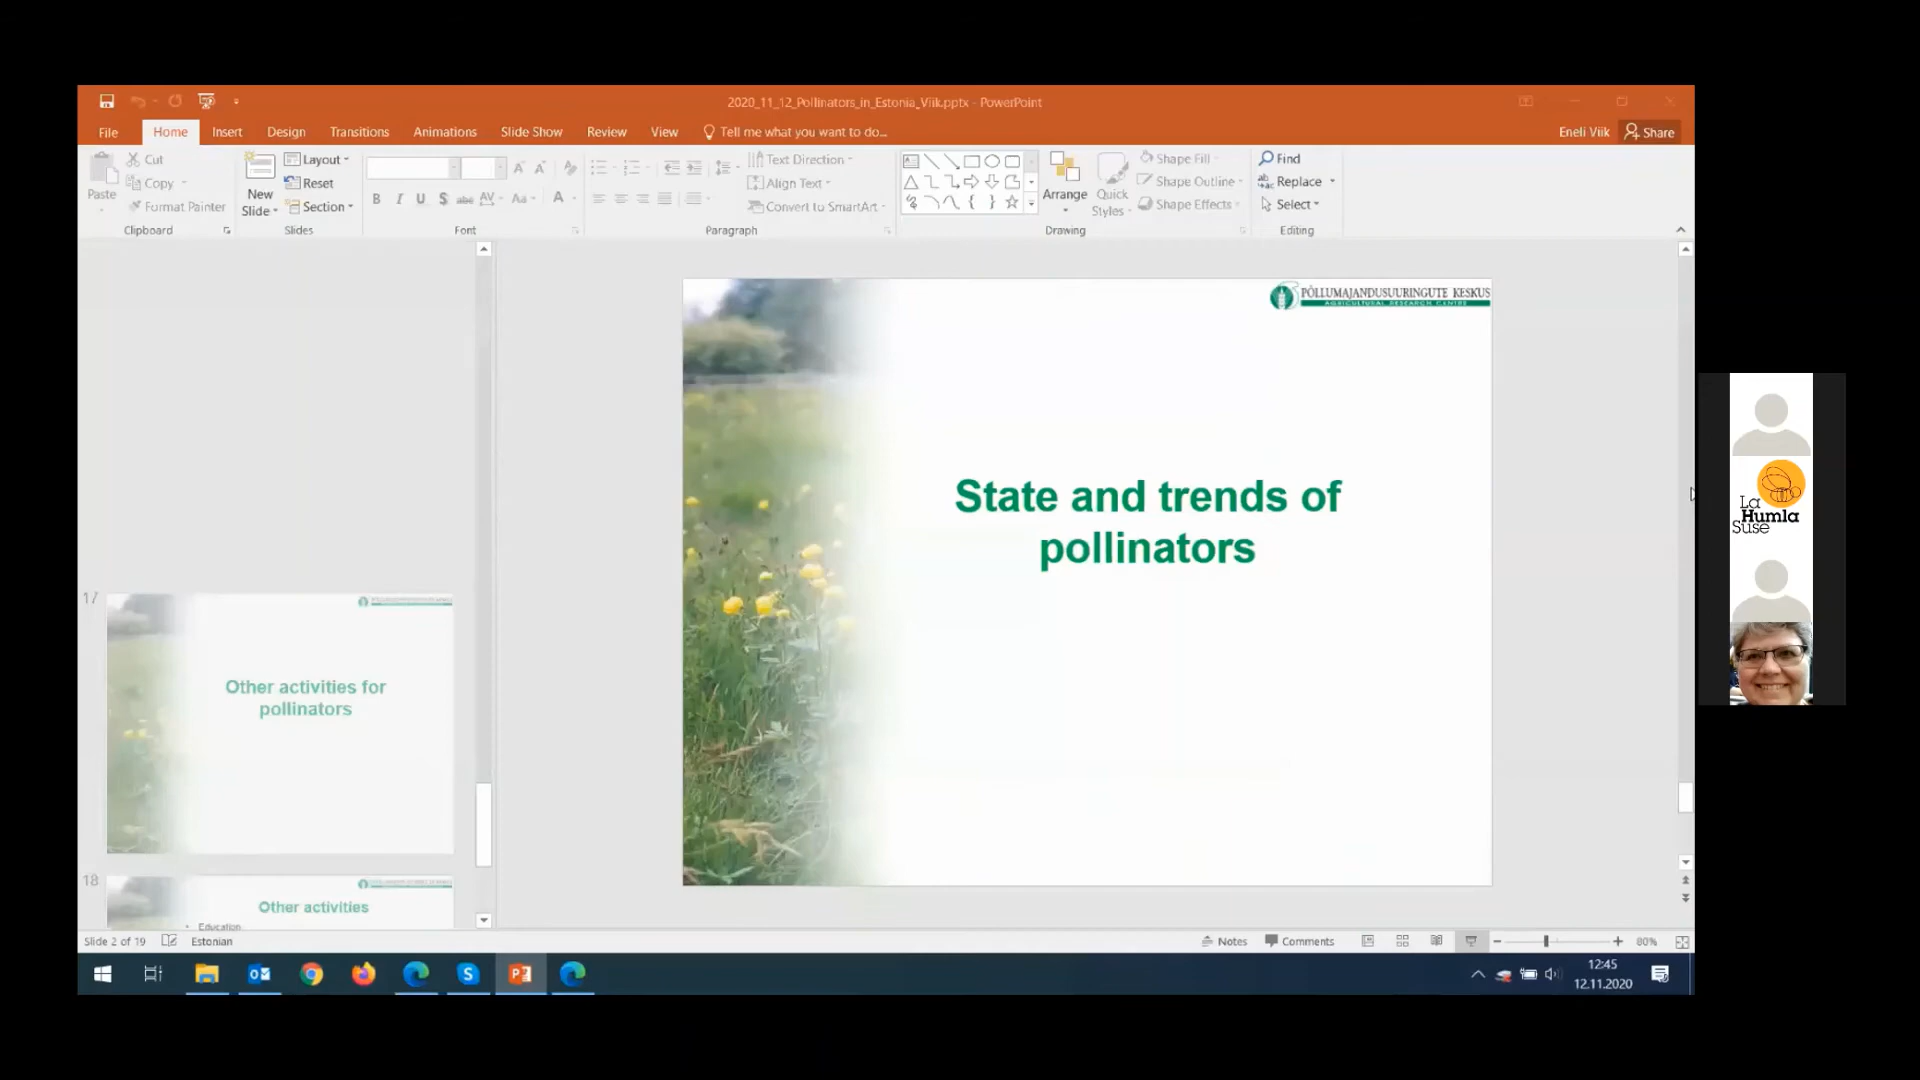 2020_11_12_Pollinators_in_Estonia_Viik.pptx - PowerPoint
File Home Insert Design Transitions Animations Slide Show Review View Tell me what you want to do...
Eneli Viik Share
Paste
Cut
Copy
Format Painter
Clipboard
New
Slide
Layout
Reset
Section
Slides
Font
Text Direction
Align Text
Convert to SmartArt
Paragraph
Arrange
Quick
Styles
Shape Fill
Shape Outline
Shape Effects
Drawing
Find
Replace
Select
Editing
17
Other activities for
pollinators
18
Other activities
Education
PÕLLUMAJANDUSUURINGUTE KESKUS
AGRICULTURAL RESEARCH CENTRE
State and trends of
pollinators
La
Humla
Suse
Slide 2 of 19 Estonian
Notes Comments 80%
12:45
12.11.2020